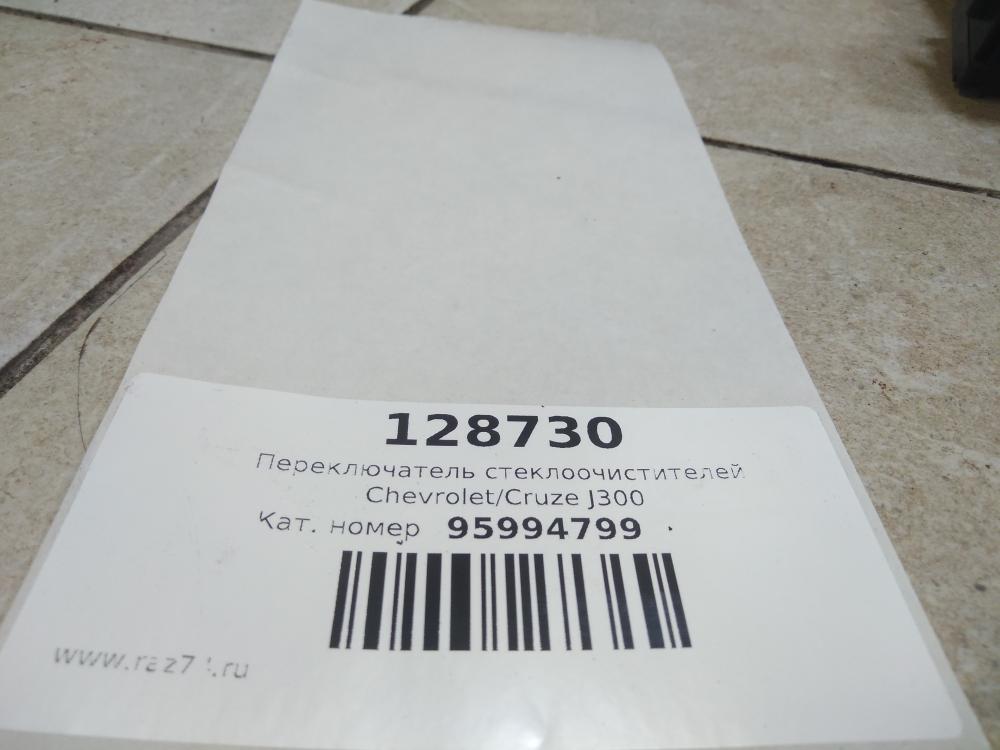 128730
Переключатель стеклоочистителей
Chevrolet/Cruze J300
Кат. номер 95994799